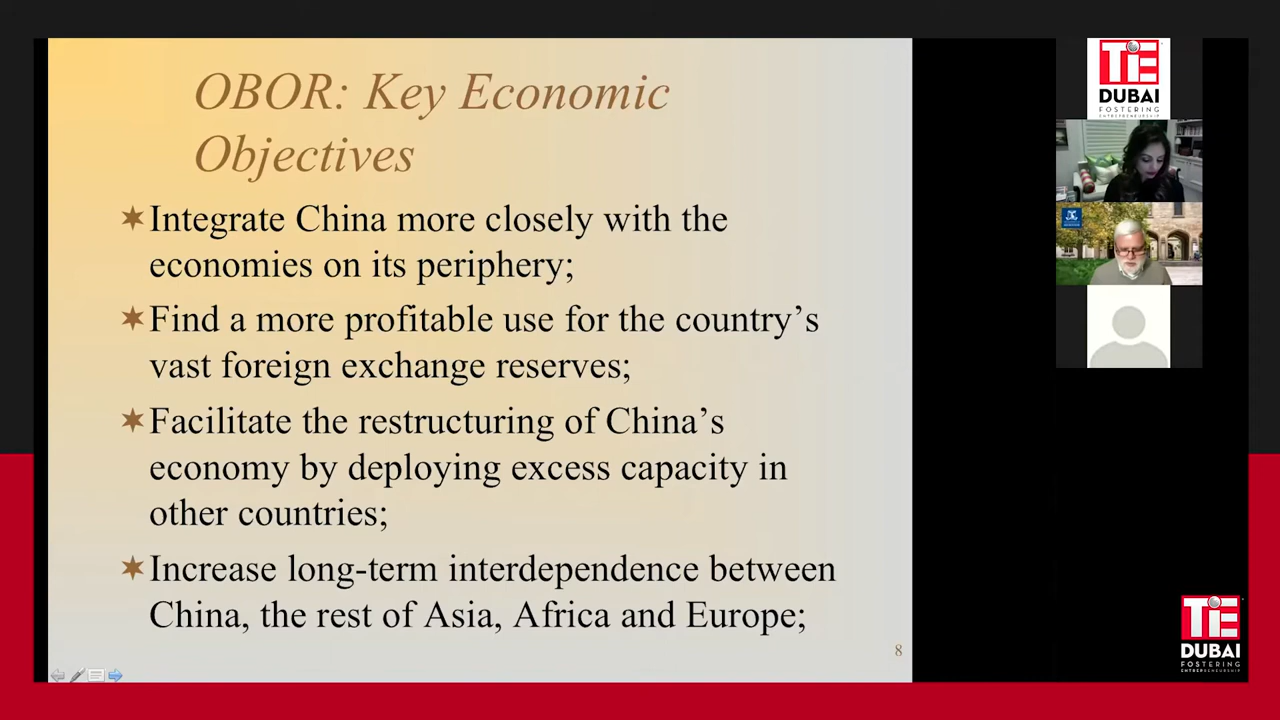 OBOR: Key Economic
Objectives
Integrate China more closely with the
economies on its periphery;
Find a more profitable use for the country’s
vast foreign exchange reserves;
Facilitate the restructuring of China’s
economy by deploying excess capacity in
other countries;
Increase long-term interdependence between
China, the rest of Asia, Africa and Europe;
8
TiE
DUBAI
FOSTERING
ENTREPRENEURSHIP
TiE
DUBAI
FOSTERING
ENTREPRENEURSHIP